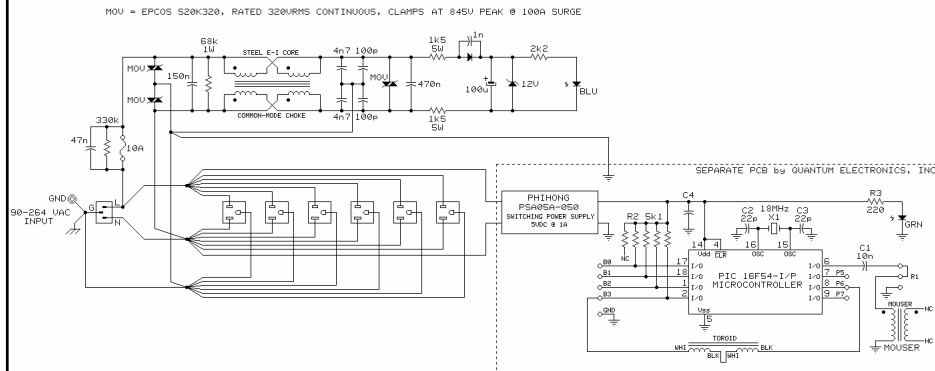 MOV = EPCOS S20K320, RATED 320VRMS CONTINUOUS, CLAMPS AT 845V PEAK @ 100A SURGE
68k
1W
STEEL E-I CORE
4n7 100p
1k5
5W
1n
2k2
MOV
150n
MOV
MOV
470n
+
100u
12V
BLU
COMMON-MODE CHOKE
4n7 100p
1k5
5W
330k
47n
10A
GND
G
L
N
90-264 VAC
INPUT
SEPARATE PCB by QUANTUM ELECTRONICS, INC
PHIHONG
PSA05A-050
SWITCHING POWER SUPPLY
5VDC @ 1A
C4
R3
220
GRN
R2 5k1
NC
C2
22p
18MHz
X1
C3
22p
14
4
16
15
Vdd
CLR
OSC
OSC
C1
10n
B0
17
I/O
I/O
6
B1
18
I/O
PIC 16F54-I/P
I/O
7
P5
B2
1
I/O
MICROCONTROLLER
I/O
8
P6
B3
2
I/O
I/O
9
P7
R1
GND
Vss
5
MOUSER
NC
NC
MOUSER
TOROID
WHI
BLK
WHI
BLK